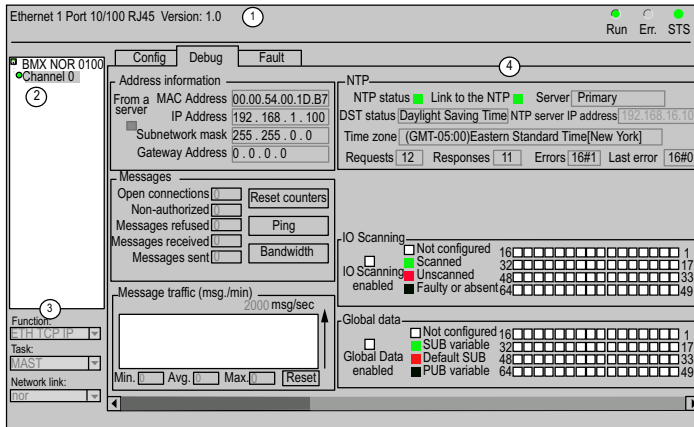 Ethernet 1 Port 10/100 RJ45 Version: 1.0
1
Run Err. STS
BMX NOR 0100
Channel 0
2
3
Function:
ETH TCP IP
Task:
MAST
Network link:
nor
Config Debug Fault
4
Address information
From a server
MAC Address 00.00.54.00.1D.B7
IP Address 192 . 168 . 1 . 100
Subnetwork mask 255 . 255 . 0 . 0
Gateway Address 0 . 0 . 0 . 0
Messages
Open connections 0 Reset counters
Non-authorized 0
Messages refused 0 Ping
Messages received 0
Messages sent 0 Bandwidth
Message traffic (msg./min)
2000 msg/sec
Min. 0 Avg. 0 Max. 0 Reset
NTP
NTP status Link to the NTP Server Primary
DST status Daylight Saving Time NTP server IP address 192.168.16.10
Time zone (GMT-05:00)Eastern Standard Time[New York]
Requests 12 Responses 11 Errors 16#1 Last error 16#0
IO Scanning
IO Scanning enabled
Not configured 16 1
Scanned 32 17
Unscanned 48 33
Faulty or absent 64 49
Global data
Global Data enabled
Not configured 16 1
SUB variable 32 17
Default SUB 48 33
PUB variable 64 49